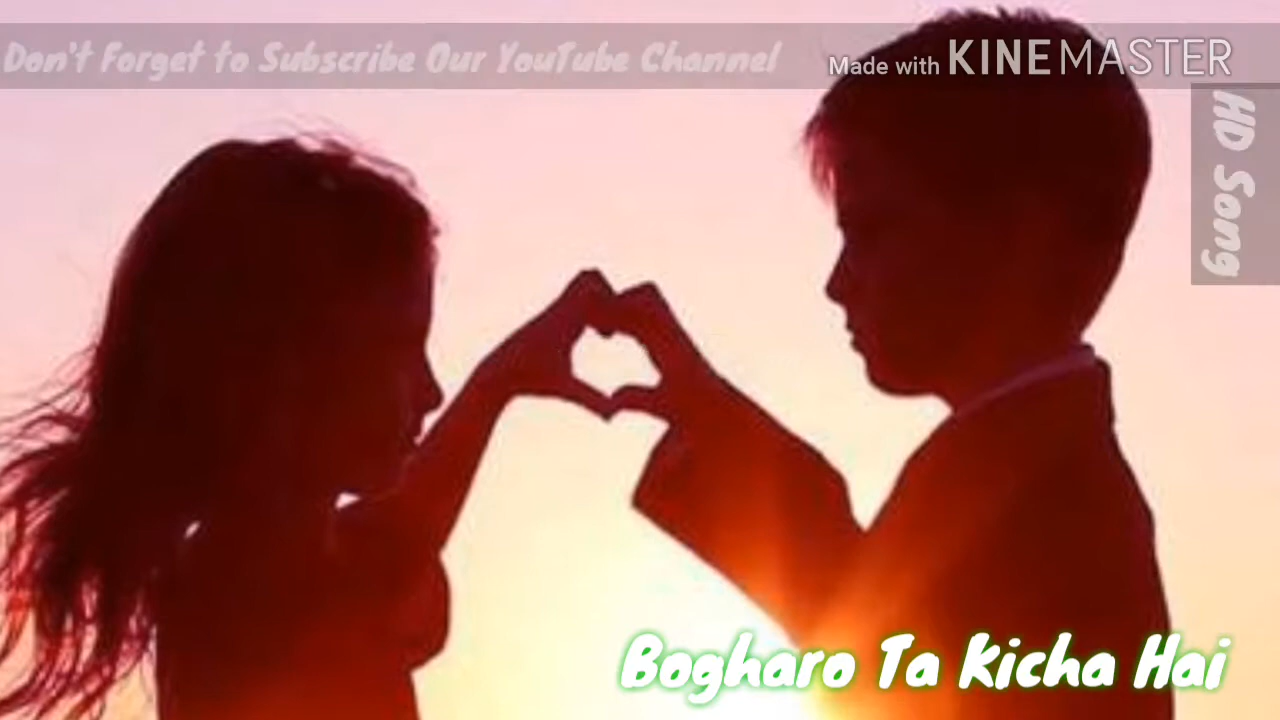 Don't Forget to Subscribe Our YouTube Channel
Made with KINEMASTER
HD Song
Bogharo Ta Kicha Hai